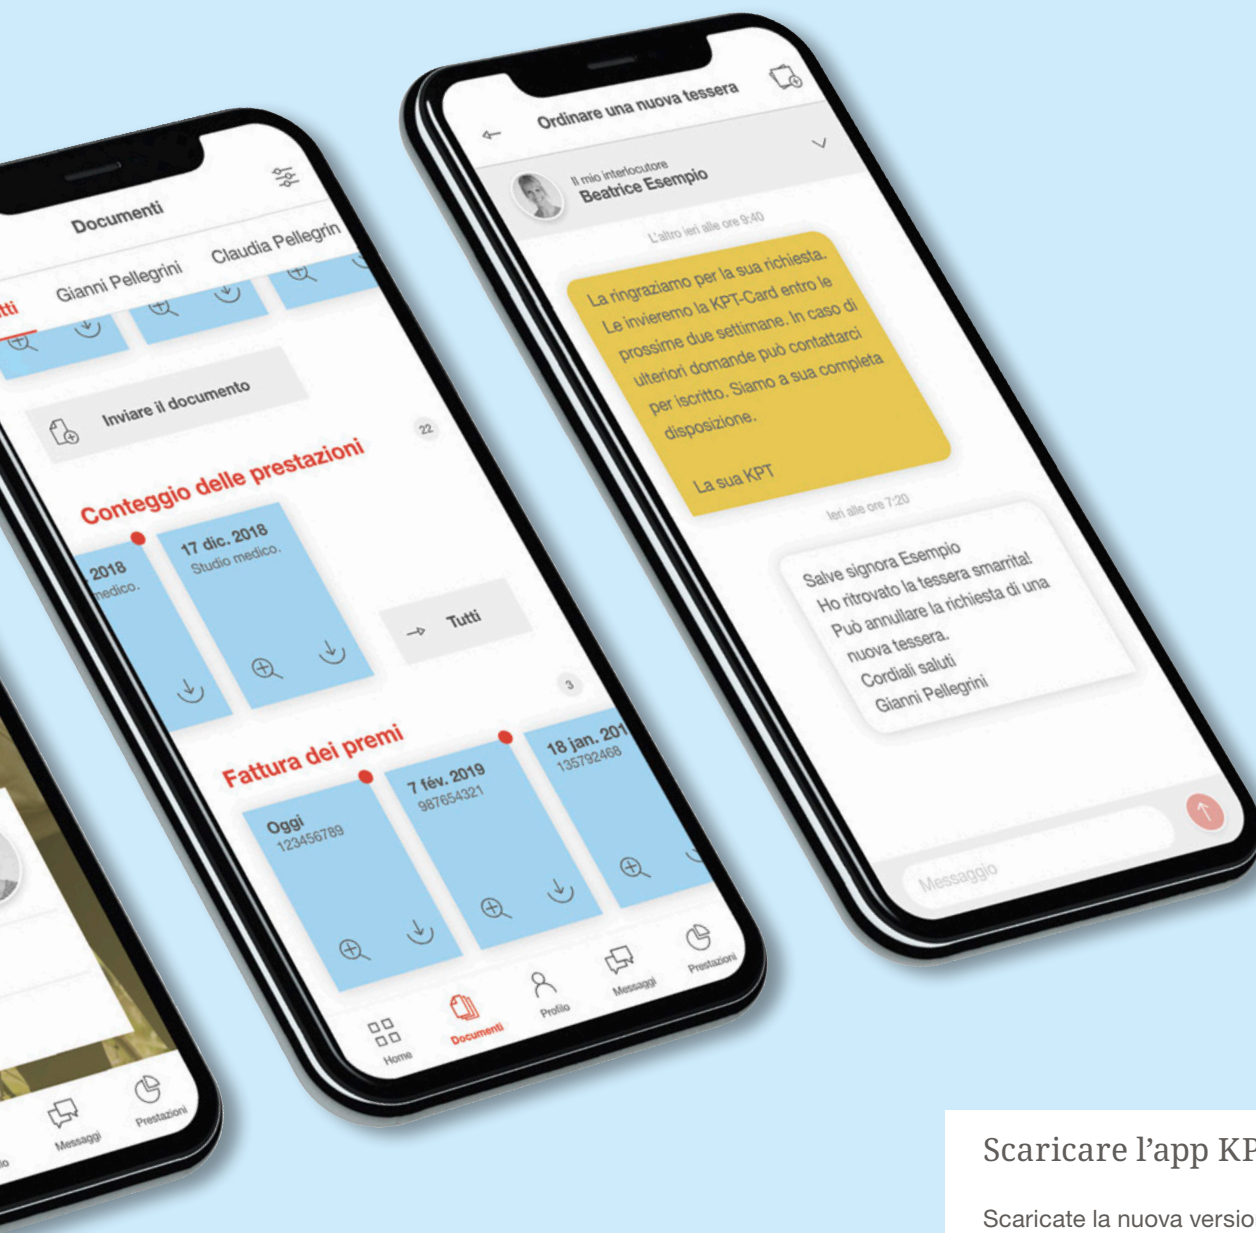 Documenti
Gianni Pellegrini
Claudia Pellegrin
Inviare il documento
Conteggio delle prestazioni
22
2018
17 dic. 2018
Studio medico.
Tutti
Fattura dei premi
3
Oggi
123456789
7 fév. 2019
987654321
18 jan. 201
135792468
Home
Documenti
Profilo
Messaggi
Prestazioni
Messaggi
Prestazioni
Ordinare una nuova tessera
Il mio interlocutore
Beatrice Esempio
L'altro ieri alle ore 9:40
La ringraziamo per la sua richiesta.
Le invieremo la KPT-Card entro le
prossime due settimane. In caso di
ulteriori domande può contattarci
per iscritto. Siamo a sua completa
disposizione.
La sua KPT
Ieri alle ore 7:20
Salve signora Esempio
Ho ritrovato la tessera smarrita!
Può annullare la richiesta di una
nuova tessera.
Cordiali saluti
Gianni Pellegrini
Messaggio
Scaricare l’app KP
Scaricate la nuova versio